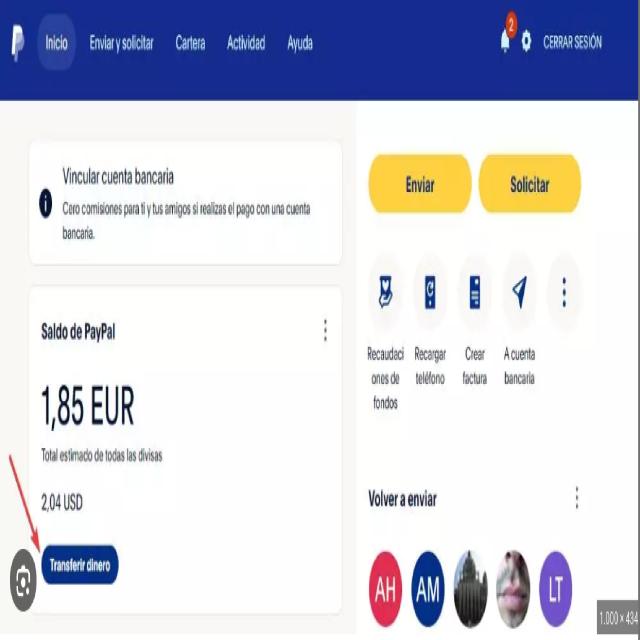 Inicio
Enviar y solicitar
Cartera
Actividad
Ayuda
2
CERRAR SESIÓN
Vincular cuenta bancaria
Cero comisiones para ti y tus amigos si realizas el pago con una cuenta
bancaria.
Saldo de PayPal
1,85 EUR
Total estimado de todas las divisas
2,04 USD
Transferir dinero
Enviar
Solicitar
Recaudaci
ones de
fondos
Recargar
teléfono
Crear
factura
A cuenta
bancaria
Volver a enviar
AH
AM
LT
1.000 × 434